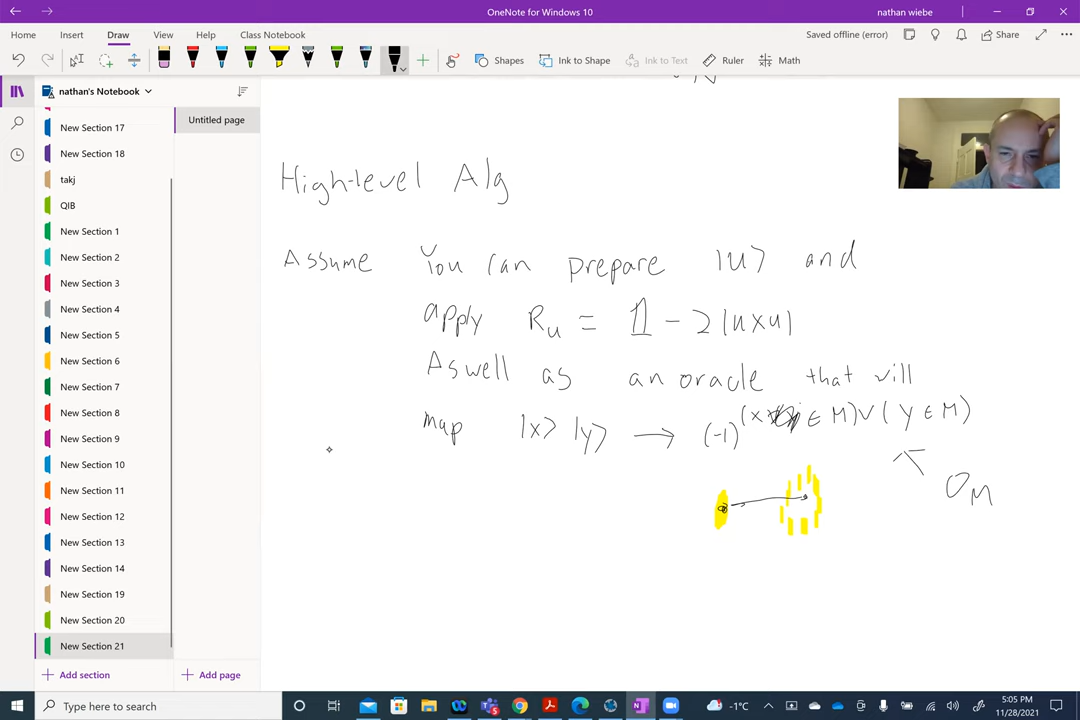 OneNote for Windows 10
nathan wiebe
Home Insert Draw View Help Class Notebook
Saved offline (error)
Share
Shapes
Ink to Shape
Ink to Text
Ruler
Math
nathan's Notebook
Untitled page
New Section 17
New Section 18
takj
QIB
New Section 1
New Section 2
New Section 3
New Section 4
New Section 5
New Section 6
New Section 7
New Section 8
New Section 9
New Section 10
New Section 11
New Section 12
New Section 13
New Section 14
New Section 19
New Section 20
New Section 21
Add section
Add page
High-level Alg
Assume You can prepare |u⟩ and
apply R_u = 𝟙 - 2|u⟩⟨u|
Aswell as an oracle that will
map |x⟩ |y⟩ → (-1)^(x ∈ M)∨(y ∈ M)
O_M
Type here to search
-1°C
5:05 PM
11/28/2021